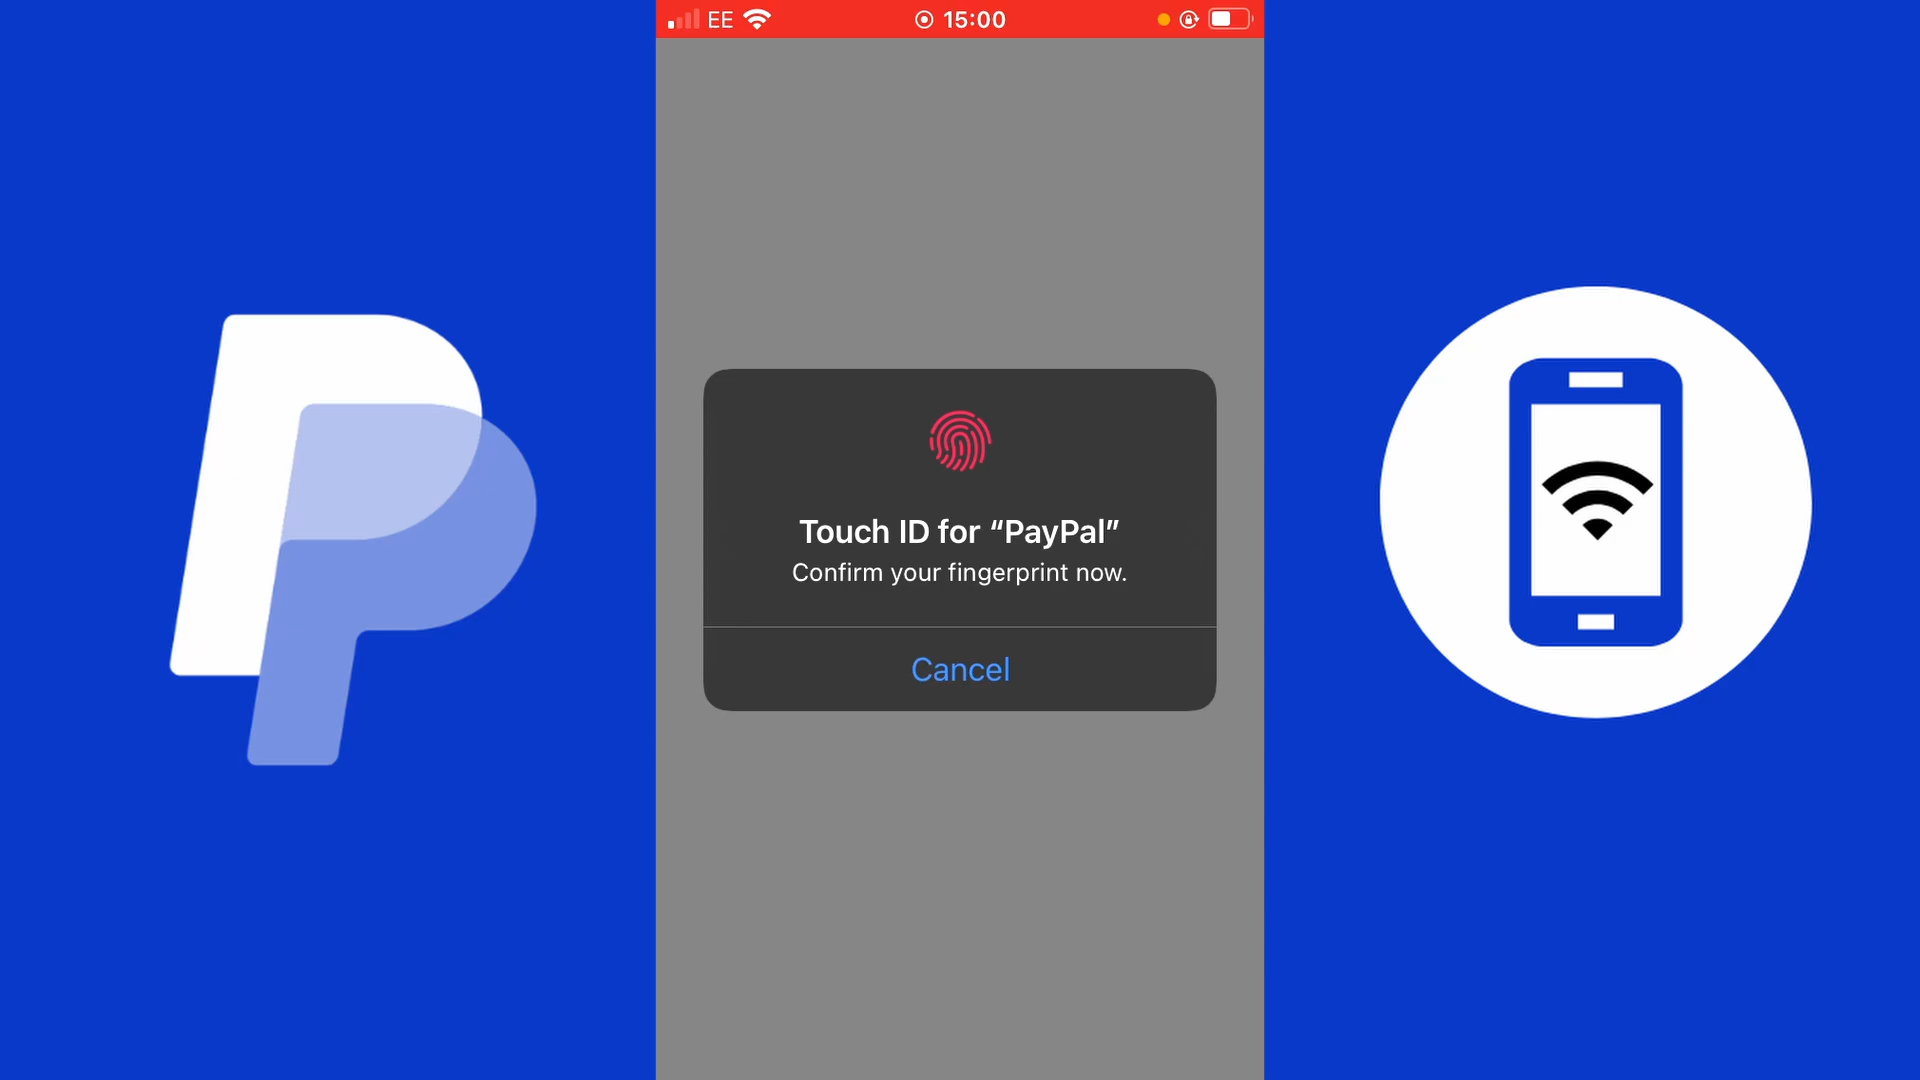 EE 15:00
Touch ID for “PayPal”
Confirm your fingerprint now.
Cancel